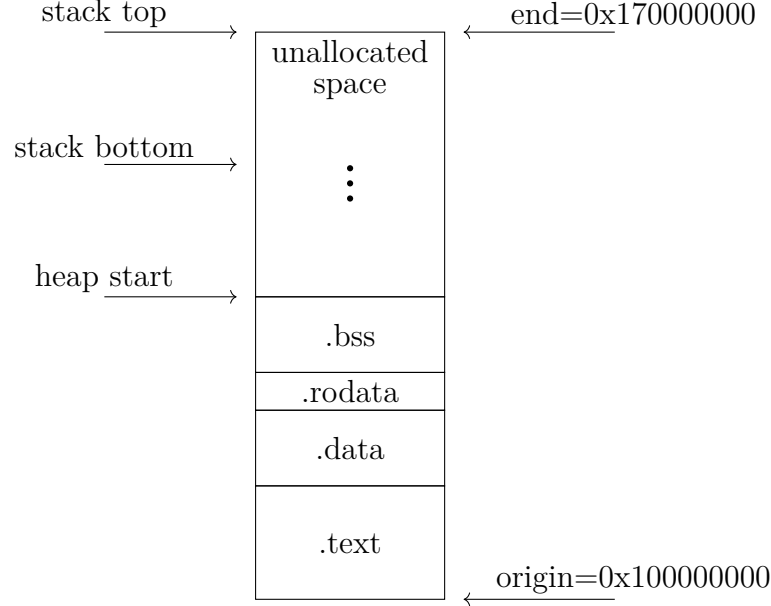 stack top
end=0x170000000
unallocated
space
stack bottom
heap start
.bss
.rodata
.data
.text
origin=0x100000000